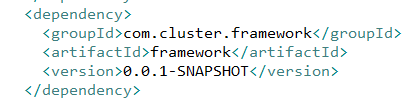 <dependency>
<groupId>com.cluster.framework</groupId>
<artifactId>framework</artifactId>
<version>0.0.1-SNAPSHOT</version>
</dependency>